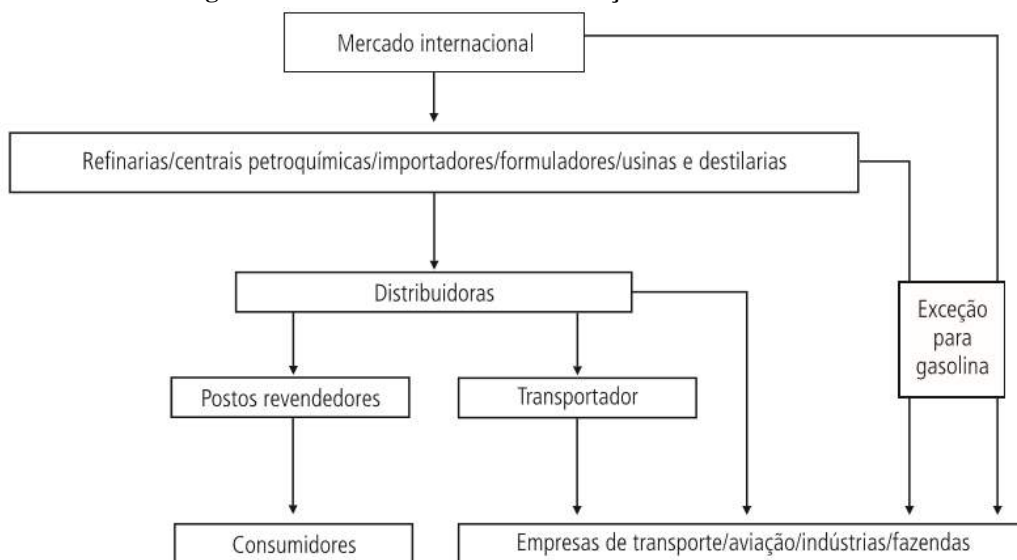 Mercado internacional
Refinarias/centrais petroquímicas/importadores/formuladores/usinas e destilarias
Distribuidoras
Exceção
para
gasolina
Postos revendedores
Transportador
Consumidores
Empresas de transporte/aviação/indústrias/fazendas